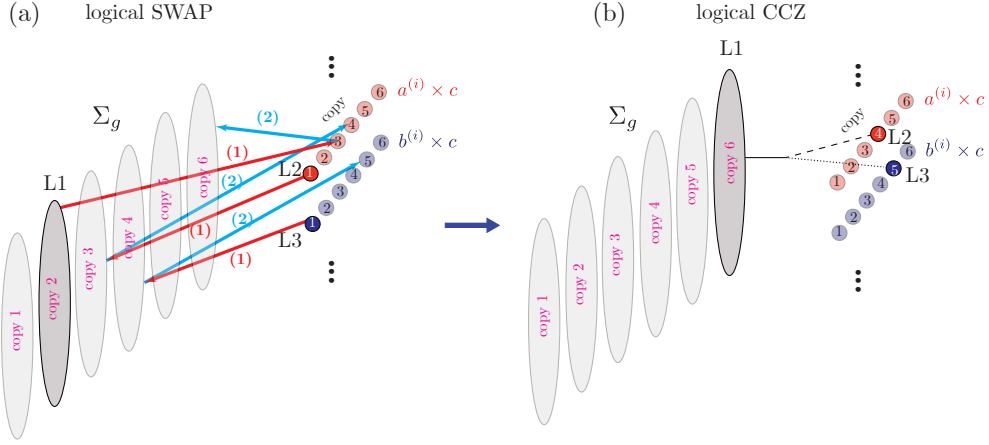 (a) logical SWAP
Σ_g
L1
copy 1
copy 2
copy 3
copy 4
copy 5
copy 6
(2)
(1)
(2)
(1)
(2)
(1)
copy
L2
1 2 3 4 5 6
a^{(i)} × c
L3
1 2 3 4 5 6
b^{(i)} × c
(b) logical CCZ
L1
Σ_g
copy 1
copy 2
copy 3
copy 4
copy 5
copy 6
copy
1 2 3 4 5 6
a^{(i)} × c
L2
1 2 3 4 5 6
b^{(i)} × c
L3